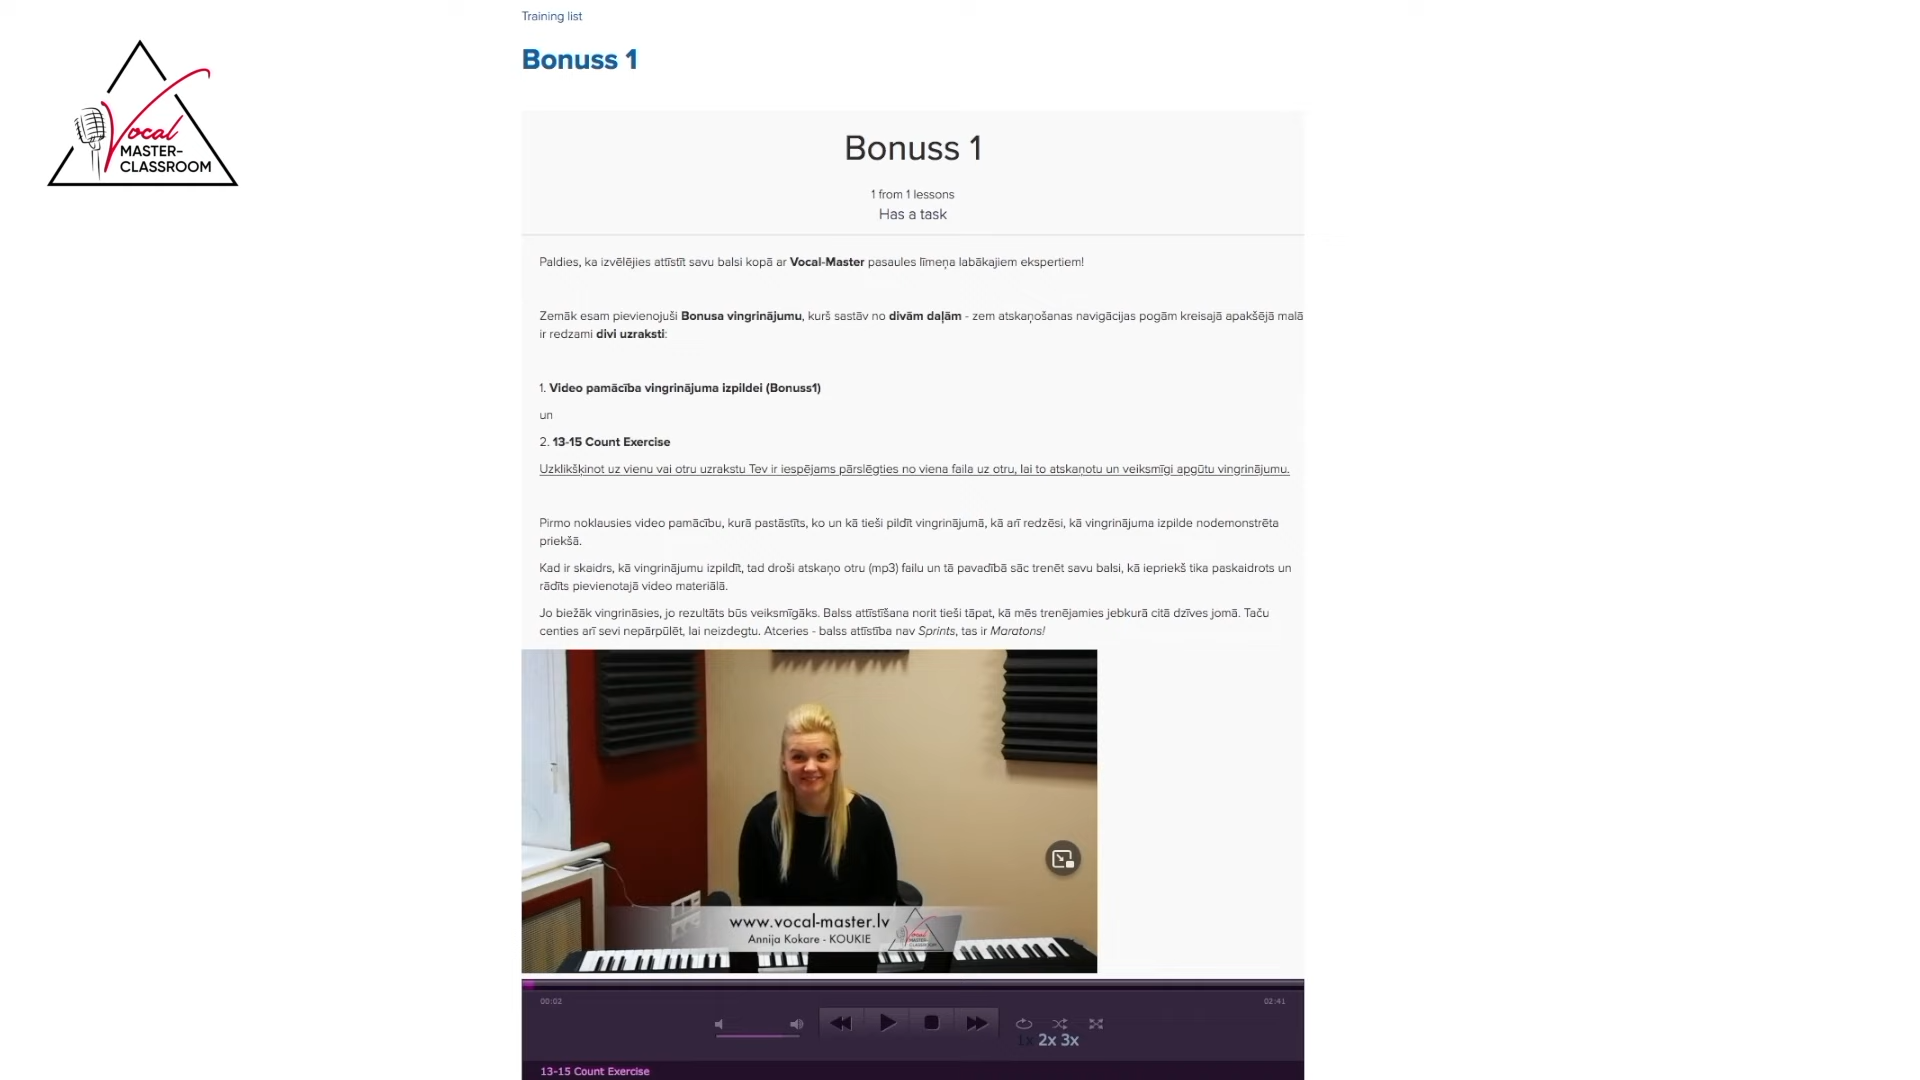 Training list
Bonuss 1
Vocal
MASTER-
CLASSROOM
Bonuss 1
1 from 1 lessons
Has a task
Paldies, ka izvēlējies attīstīt savu balsi kopā ar Vocal-Master pasaules līmeņa labākajiem ekspertiem!
Zemāk esam pievienojuši Bonusa vingrinājumu, kurš sastāv no divām daļām - zem atskaņošanas navigācijas pogām kreisajā apakšējā malā
ir redzami divi uzraksti:
1. Video pamācība vingrinājuma izpildei (Bonuss1)
un
2. 13-15 Count Exercise
Uzklikšķinot uz vienu vai otru uzrakstu Tev ir iespējams pārslēgties no viena faila uz otru, lai to atskaņotu un veiksmīgi apgūtu vingrinājumu.
Pirmo noklausies video pamācību, kurā pastāstīts, ko un kā tieši pildīt vingrinājumā, kā arī redzēsi, kā vingrinājuma izpilde nodemonstrēta
priekšā.
Kad ir skaidrs, kā vingrinājumu izpildīt, tad droši atskaņo otru (mp3) failu un tā pavadībā sāc trenēt savu balsi, kā iepriekš tika paskaidrots un
rādīts pievienotajā video materiālā.
Jo biežāk vingrināsies, jo rezultāts būs veiksmīgāks. Balss attīstīšana norit tieši tāpat, kā mēs trenējamies jebkurā citā dzīves jomā. Taču
centies arī sevi nepārpūlēt, lai neizdegtu. Atceries - balss attīstība nav Sprints, tas ir Maratons!
www.vocal-master.lv
Annija Kokare - KOUKIE
00:02
02:41
1x 2x 3x
13-15 Count Exercise